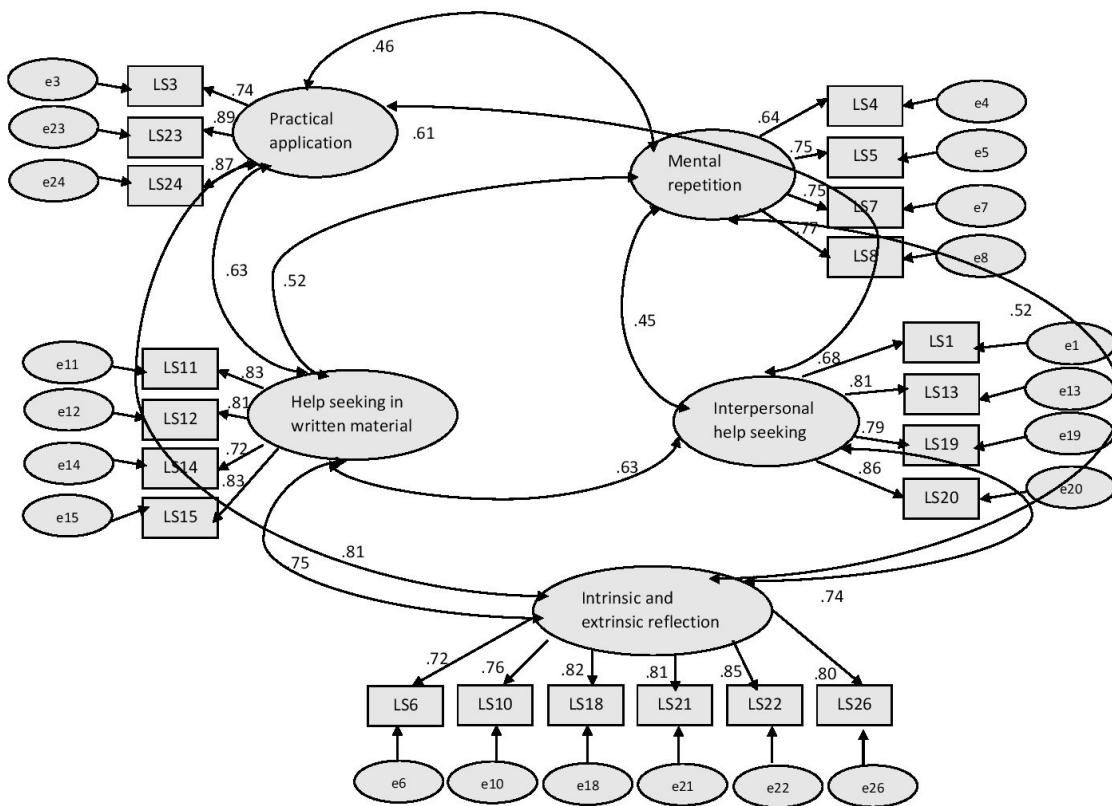 .46
e3
LS3
.74
Practical
application
e23
LS23
.89
.61
e24
LS24
.87
Mental
repetition
.64
LS4
e4
.75
LS5
e5
.75
LS7
e7
.77
LS8
e8
.63
.52
.45
.52
e11
LS11
.83
Help seeking in
written material
e12
LS12
.81
e14
LS14
.72
e15
LS15
.83
Interpersonal
help seeking
.68
LS1
e1
.81
LS13
e13
.79
LS19
e19
.86
LS20
e20
.63
.75
.81
.74
Intrinsic and
extrinsic reflection
.72
.76
.82
.81
.85
.80
LS6
LS10
LS18
LS21
LS22
LS26
e6
e10
e18
e21
e22
e26